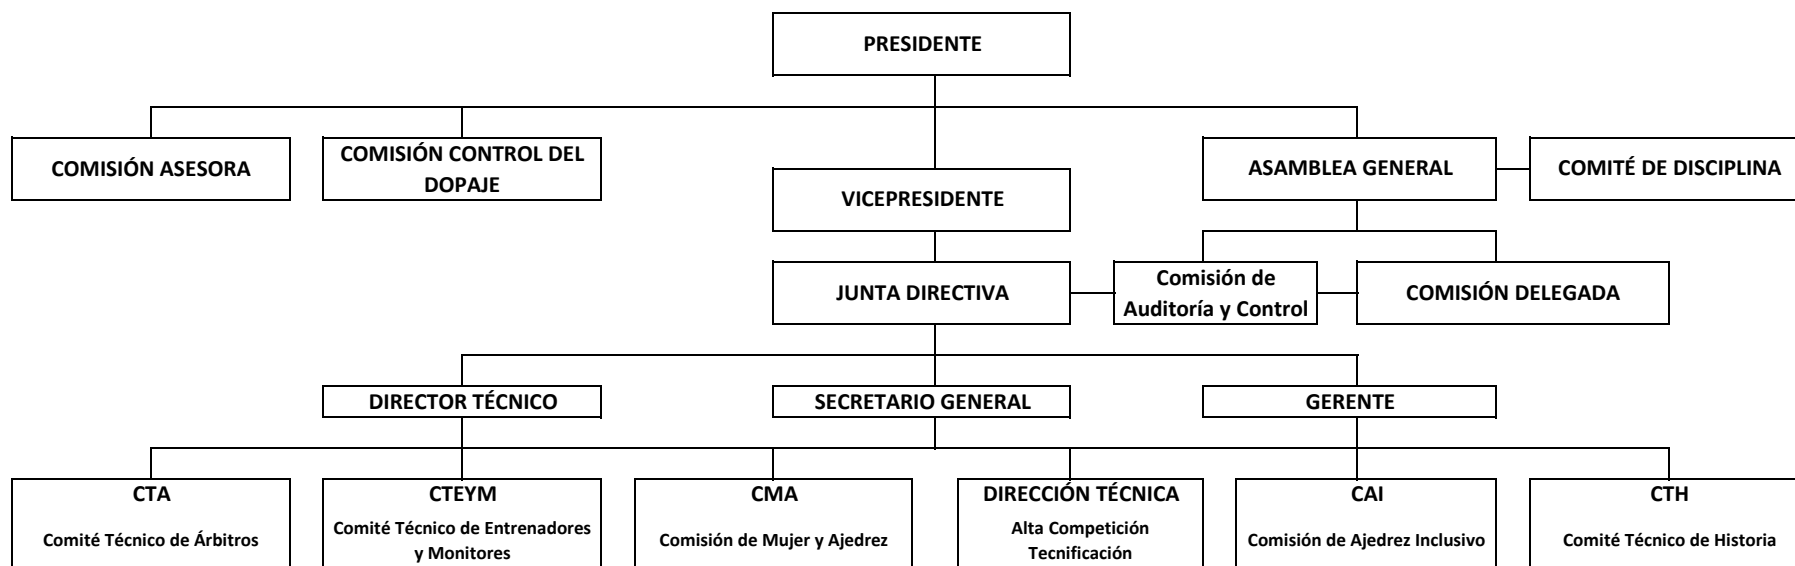 PRESIDENTE
COMISIÓN ASESORA
COMISIÓN CONTROL DEL
DOPAJE
ASAMBLEA GENERAL
COMITÉ DE DISCIPLINA
VICEPRESIDENTE
JUNTA DIRECTIVA
Comisión de
Auditoría y Control
COMISIÓN DELEGADA
DIRECTOR TÉCNICO
SECRETARIO GENERAL
GERENTE
CTA
Comité Técnico de Árbitros
CTEYM
Comité Técnico de Entrenadores
y Monitores
CMA
Comisión de Mujer y Ajedrez
DIRECCIÓN TÉCNICA
Alta Competición
Tecnificación
CAI
Comisión de Ajedrez Inclusivo
CTH
Comité Técnico de Historia